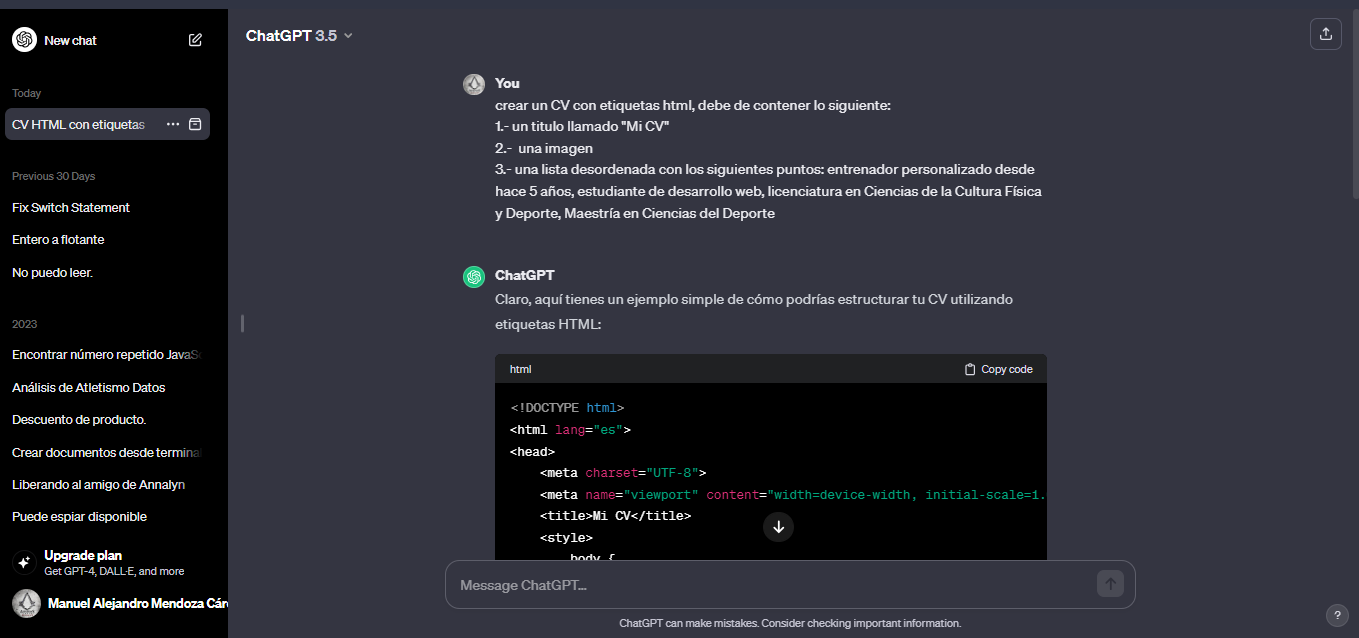 New chat
Today
CV HTML con etiquetas
Previous 30 Days
Fix Switch Statement
Entero a flotante
No puedo leer.
2023
Encontrar número repetido JavaSc
Análisis de Atletismo Datos
Descuento de producto.
Crear documentos desde terminal
Liberando al amigo de Annalyn
Puede espiar disponible
Upgrade plan
Get GPT-4, DALL·E, and more
Manuel Alejandro Mendoza Cár
ChatGPT 3.5
You
crear un CV con etiquetas html, debe de contener lo siguiente:
1.- un titulo llamado "Mi CV"
2.- una imagen
3.- una lista desordenada con los siguientes puntos: entrenador personalizado desde
hace 5 años, estudiante de desarrollo web, licenciatura en Ciencias de la Cultura Física
y Deporte, Maestría en Ciencias del Deporte
ChatGPT
Claro, aquí tienes un ejemplo simple de cómo podrías estructurar tu CV utilizando
etiquetas HTML:
html
Copy code
<!DOCTYPE html>
<html lang="es">
<head>
<meta charset="UTF-8">
<meta name="viewport" content="width=device-width, initial-scale=1.
<title>Mi CV</title>
<style>
body {
Message ChatGPT...
ChatGPT can make mistakes. Consider checking important information.
?